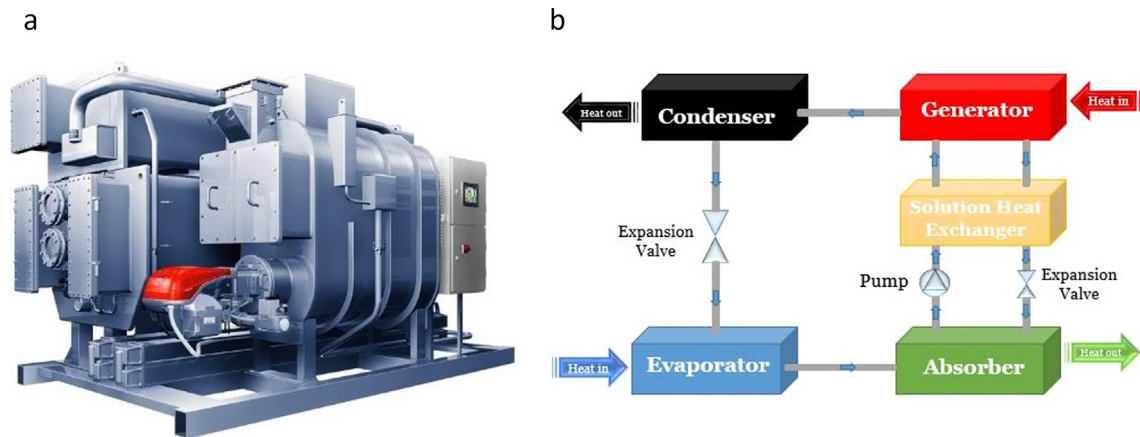 a
b
Heat out
Condenser
Generator
Heat in
Expansion
Valve
Solution Heat
Exchanger
Pump
Expansion
Valve
Heat in
Evaporator
Absorber
Heat out